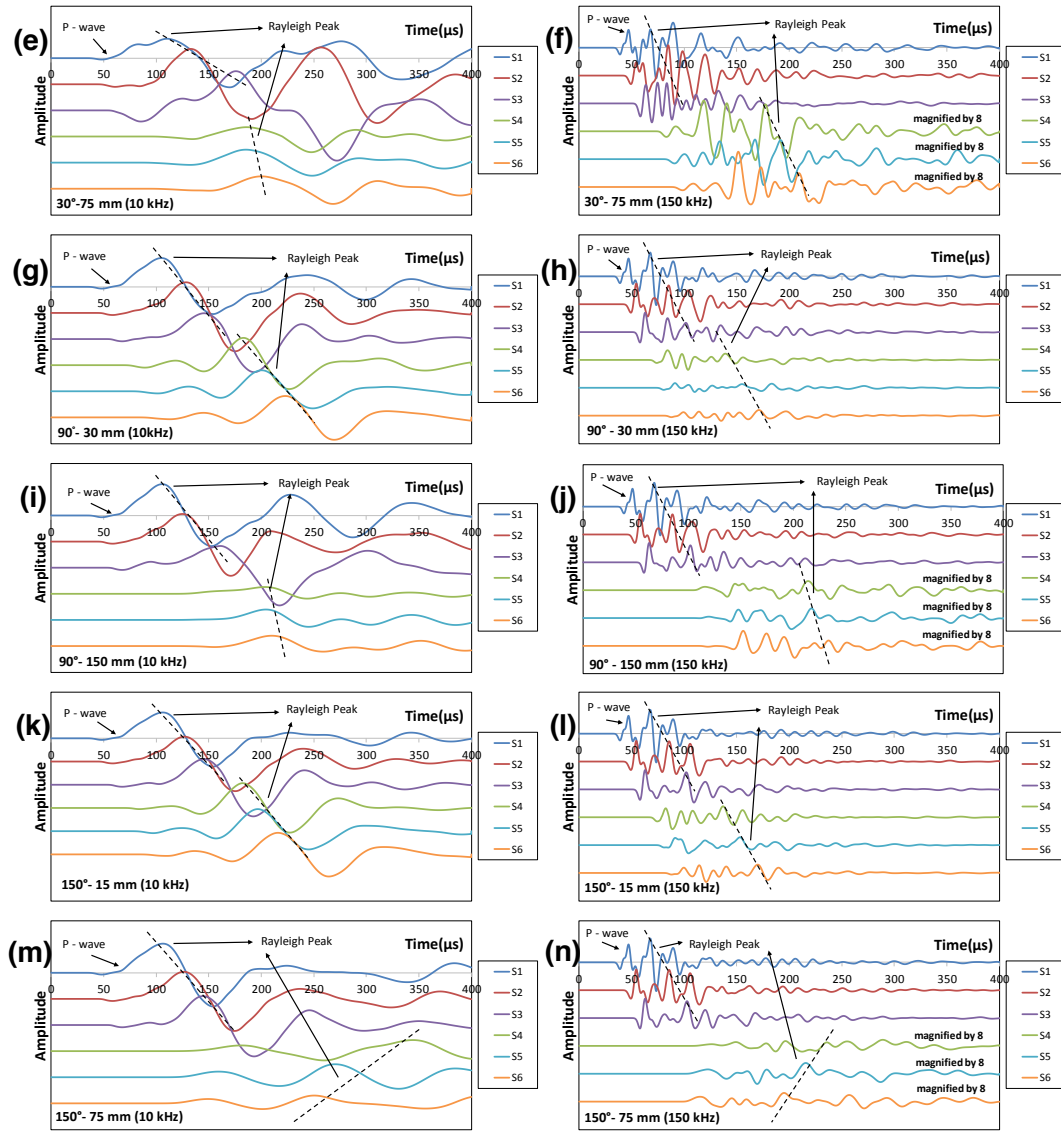 (e)
P - wave
Rayleigh Peak
Time(µs)
0 50 100 150 200 250 300 350 400
Amplitude
S1
S2
S3
S4
S5
S6
30°-75 mm (10 kHz)
(f)
P - wave
Rayleigh Peak
Time(µs)
0 50 100 150 200 250 300 350 400
Amplitude
magnified by 8
magnified by 8
magnified by 8
S1
S2
S3
S4
S5
S6
30°- 75 mm (150 kHz)
(g)
P - wave
Rayleigh Peak
Time(µs)
0 50 100 150 200 250 300 350 400
Amplitude
S1
S2
S3
S4
S5
S6
90°- 30 mm (10kHz)
(h)
P - wave
Rayleigh Peak
Time(µs)
0 50 100 150 200 250 300 350 400
Amplitude
S1
S2
S3
S4
S5
S6
90° - 30 mm (150 kHz)
(i)
P - wave
Rayleigh Peak
Time(µs)
0 50 100 150 200 250 300 350 400
Amplitude
S1
S2
S3
S4
S5
S6
90°- 150 mm (10 kHz)
(j)
P - wave
Rayleigh Peak
Time(µs)
0 50 100 150 200 250 300 350 400
Amplitude
magnified by 8
magnified by 8
magnified by 8
S1
S2
S3
S4
S5
S6
90° - 150 mm (150 kHz)
(k)
P - wave
Rayleigh Peak
Time(µs)
0 50 100 150 200 250 300 350 400
Amplitude
S1
S2
S3
S4
S5
S6
150°- 15 mm (10 kHz)
(l)
P - wave
Rayleigh Peak
Time(µs)
0 50 100 150 200 250 300 350 400
Amplitude
S1
S2
S3
S4
S5
S6
150°- 15 mm (150 kHz)
(m)
P - wave
Rayleigh Peak
Time(µs)
0 50 100 150 200 250 300 350 400
Amplitude
S1
S2
S3
S4
S5
S6
150°- 75 mm (10 kHz)
(n)
P - wave
Rayleigh Peak
Time(µs)
0 50 100 150 200 250 300 350 400
Amplitude
magnified by 8
magnified by 8
magnified by 8
S1
S2
S3
S4
S5
S6
150°- 75 mm (150 kHz)